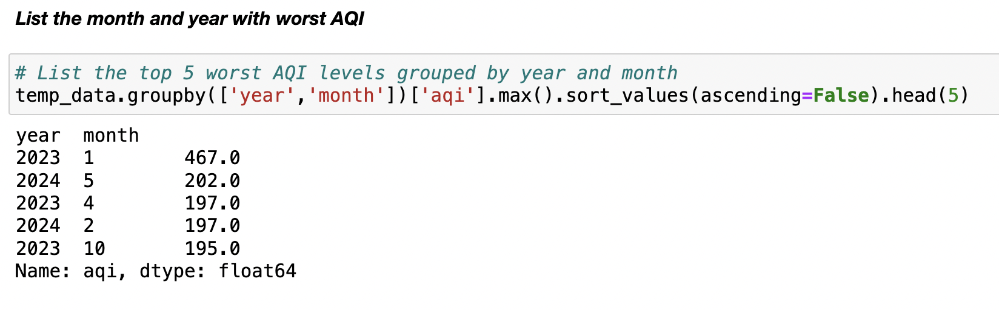 List the month and year with worst AQI
# List the top 5 worst AQI levels grouped by year and month
temp_data.groupby(['year','month'])['aqi'].max().sort_values(ascending=False).head(5)
year  month
2023  1        467.0
2024  5        202.0
2023  4        197.0
2024  2        197.0
2023  10       195.0
Name: aqi, dtype: float64